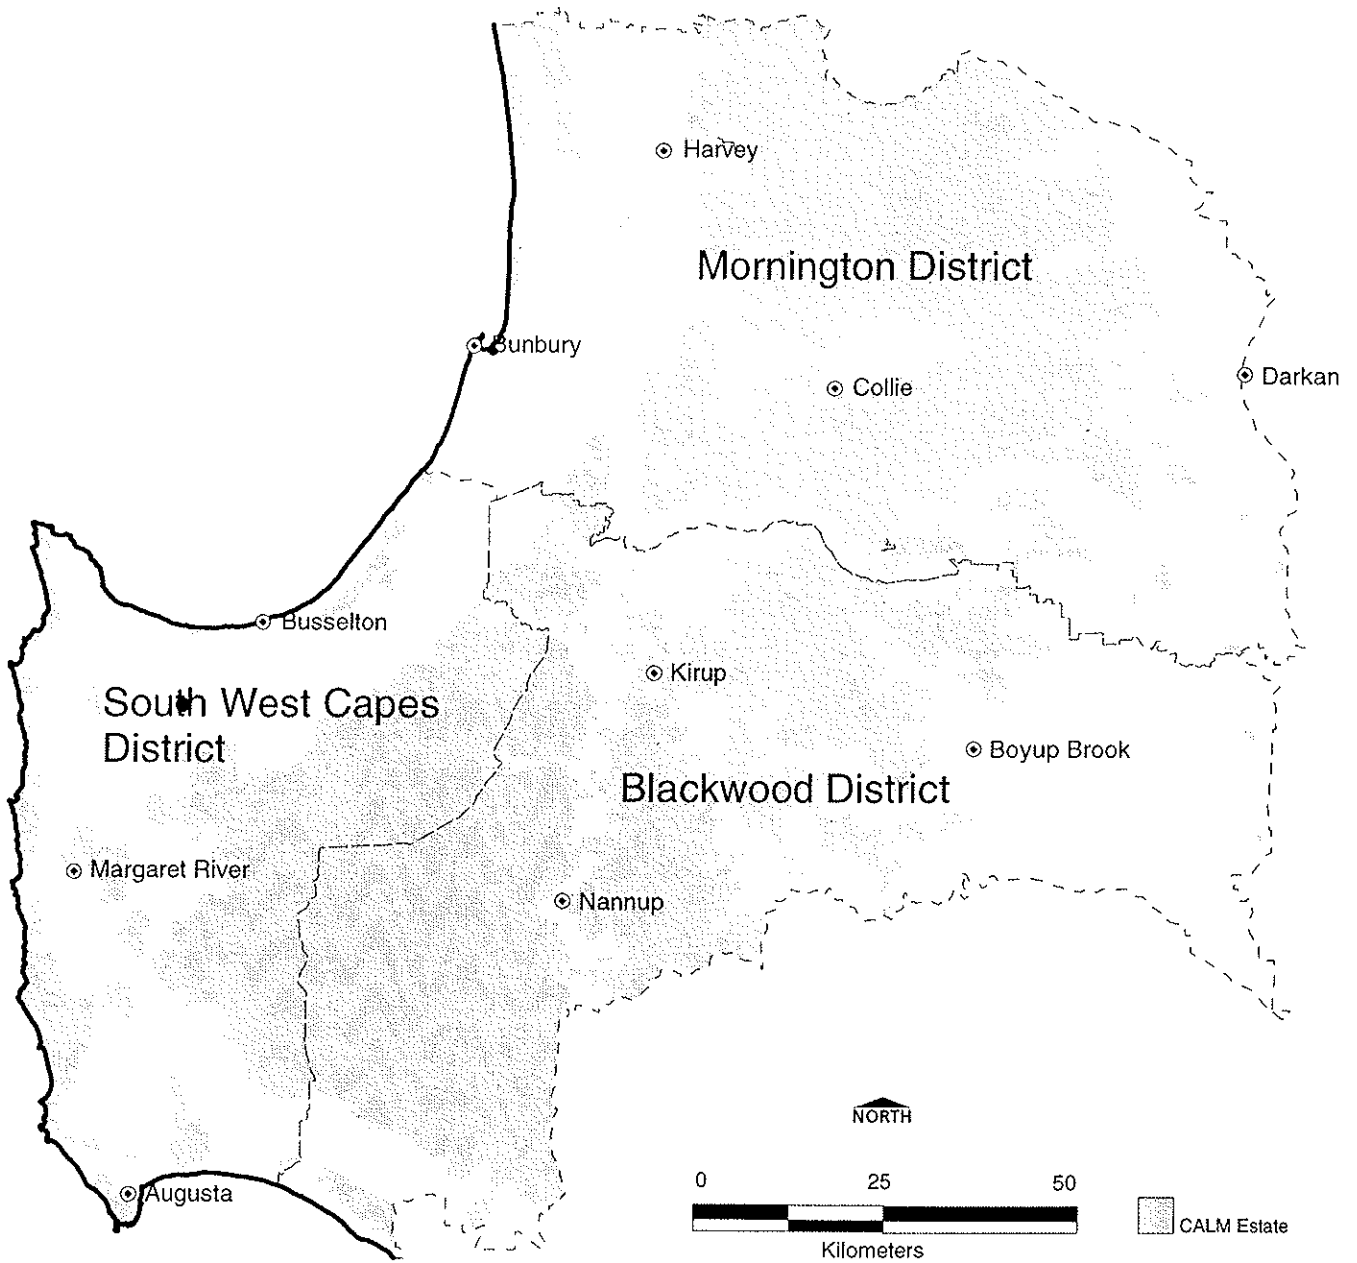 Harvey
Mornington District
Bunbury
Darkan
Collie
Busselton
Kirup
South West Capes
District
Boyup Brook
Blackwood District
Margaret River
Nannup
NORTH
0 25 50
Augusta
CALM Estate
Kilometers